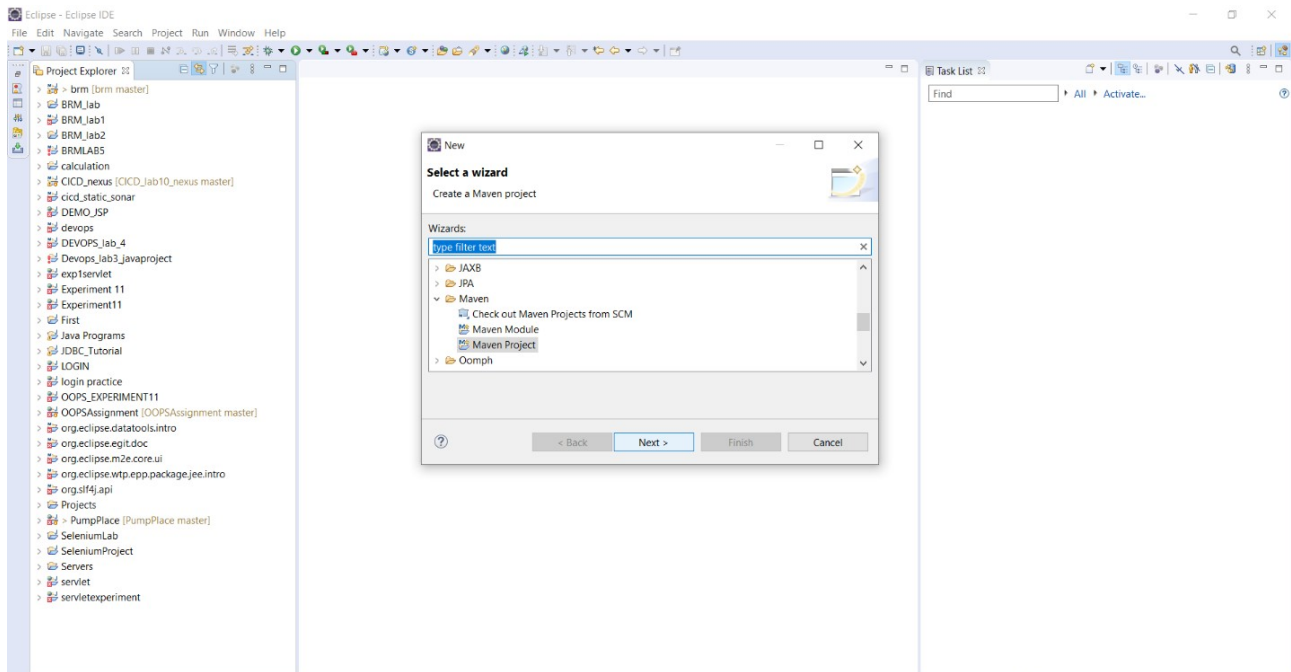 Eclipse - Eclipse IDE
File Edit Navigate Search Project Run Window Help
Project Explorer
> brm [brm master]
BRM_lab
BRM_lab1
BRM_lab2
BRMLAB5
calculation
CICD_nexus [CICD_lab10_nexus master]
cicd_static_sonar
DEMO_JSP
devops
DEVOPS_lab_4
Devops_lab3_javaproject
exp1servlet
Experiment 11
Experiment11
First
Java Programs
JDBC_Tutorial
LOGIN
login practice
OOPS_EXPERIMENT11
OOPSAssignment [OOPSAssignment master]
org.eclipse.datatools.intro
org.eclipse.egit.doc
org.eclipse.m2e.core.ui
org.eclipse.wtp.epp.package.jee.intro
org.slf4j.api
Projects
> PumpPlace [PumpPlace master]
SeleniumLab
SeleniumProject
Servers
servlet
servletexperiment
New
Select a wizard
Create a Maven project
Wizards:
type filter text
JAXB
JPA
Maven
Check out Maven Projects from SCM
Maven Module
Maven Project
Oomph
< Back Next > Finish Cancel
Task List
Find All Activate...